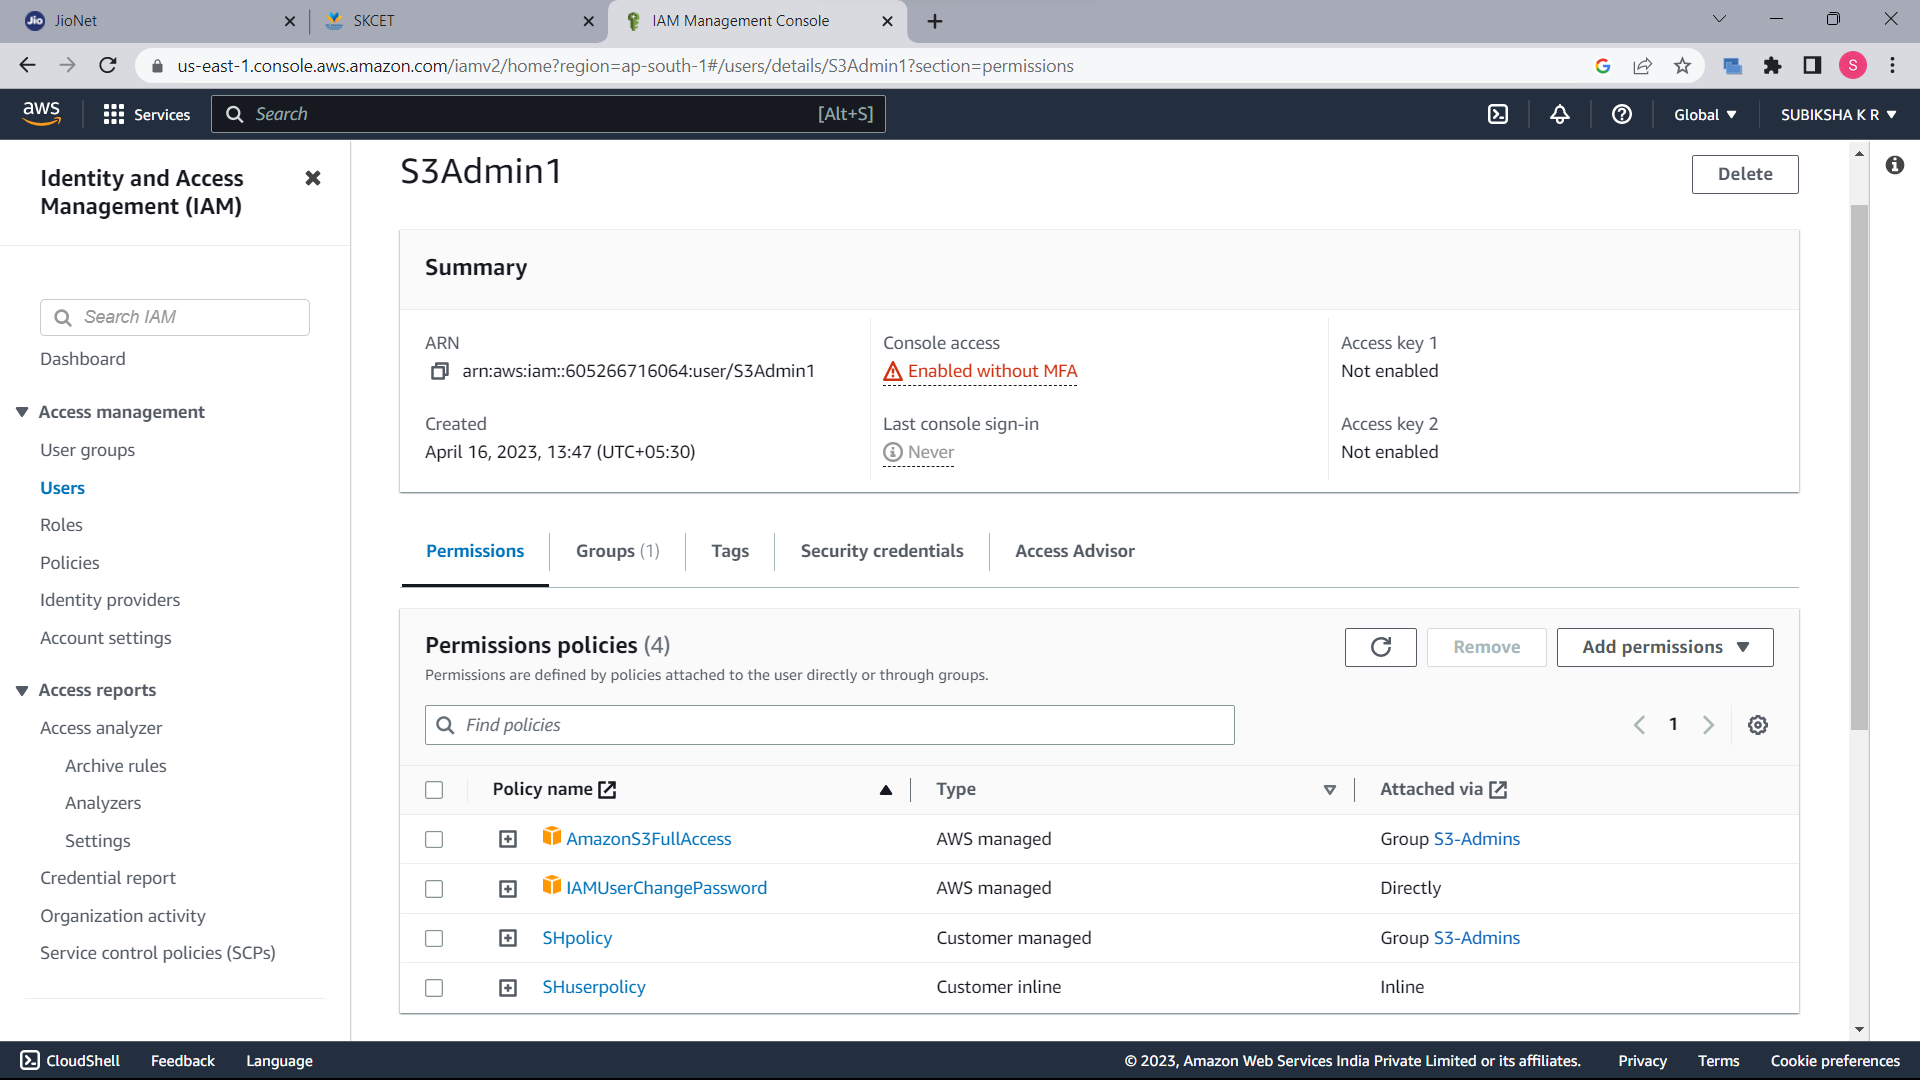 JioNet
SKCET
IAM Management Console
us-east-1.console.aws.amazon.com/iamv2/home?region=ap-south-1#/users/details/S3Admin1?section=permissions
S
aws
Services
Search
[Alt+S]
Global
SUBIKSHA K R
Identity and Access
Management (IAM)
Search IAM
Dashboard
Access management
User groups
Users
Roles
Policies
Identity providers
Account settings
Access reports
Access analyzer
Archive rules
Analyzers
Settings
Credential report
Organization activity
Service control policies (SCPs)
S3Admin1
Delete
Summary
ARN
arn:aws:iam::605266716064:user/S3Admin1
Console access
Enabled without MFA
Access key 1
Not enabled
Created
April 16, 2023, 13:47 (UTC+05:30)
Last console sign-in
Never
Access key 2
Not enabled
Permissions
Groups (1)
Tags
Security credentials
Access Advisor
Permissions policies (4)
Permissions are defined by policies attached to the user directly or through groups.
Remove
Add permissions
Find policies
1
Policy name
Type
Attached via
AmazonS3FullAccess
AWS managed
Group S3-Admins
IAMUserChangePassword
AWS managed
Directly
SHpolicy
Customer managed
Group S3-Admins
SHuserpolicy
Customer inline
Inline
CloudShell
Feedback
Language
© 2023, Amazon Web Services India Private Limited or its affiliates.
Privacy
Terms
Cookie preferences